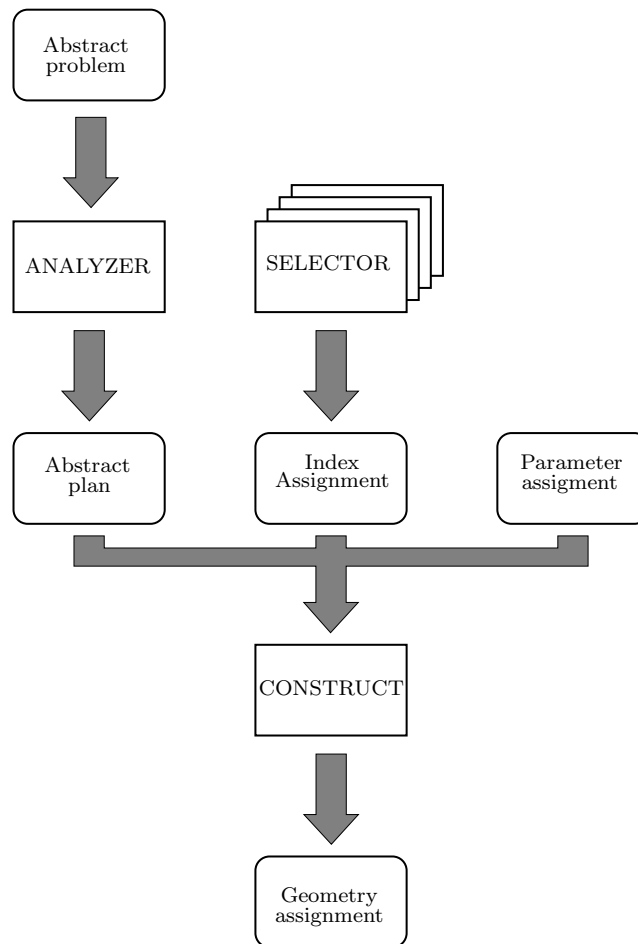 Abstract
problem
ANALYZER
SELECTOR
Abstract
plan
Index
Assignment
Parameter
assigment
CONSTRUCT
Geometry
assignment